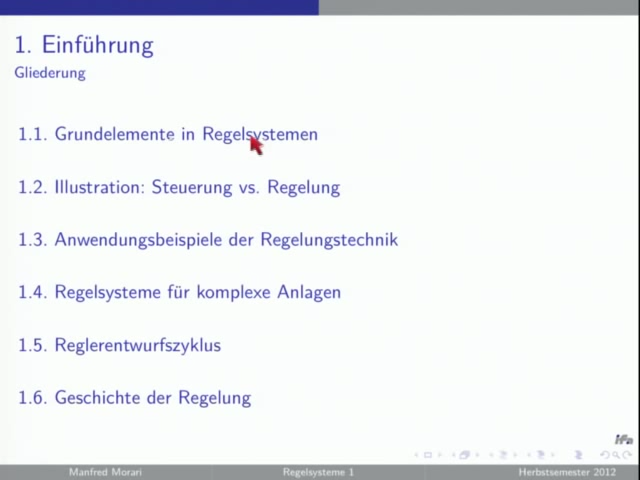 1. Einführung
Gliederung
1.1. Grundelemente in Regelsystemen
1.2. Illustration: Steuerung vs. Regelung
1.3. Anwendungsbeispiele der Regelungstechnik
1.4. Regelsysteme für komplexe Anlagen
1.5. Reglerentwurfszyklus
1.6. Geschichte der Regelung
Manfred Morari Regelsysteme 1 Herbstsemester 2012